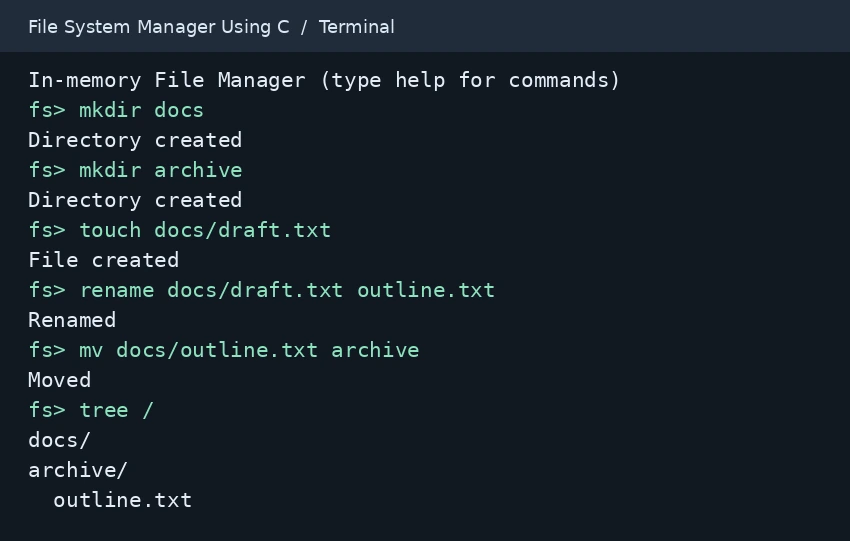 File System Manager Using C / Terminal
In-memory File Manager (type help for commands)
fs> mkdir docs
Directory created
fs> mkdir archive
Directory created
fs> touch docs/draft.txt
File created
fs> rename docs/draft.txt outline.txt
Renamed
fs> mv docs/outline.txt archive
Moved
fs> tree /
docs/
archive/
  outline.txt